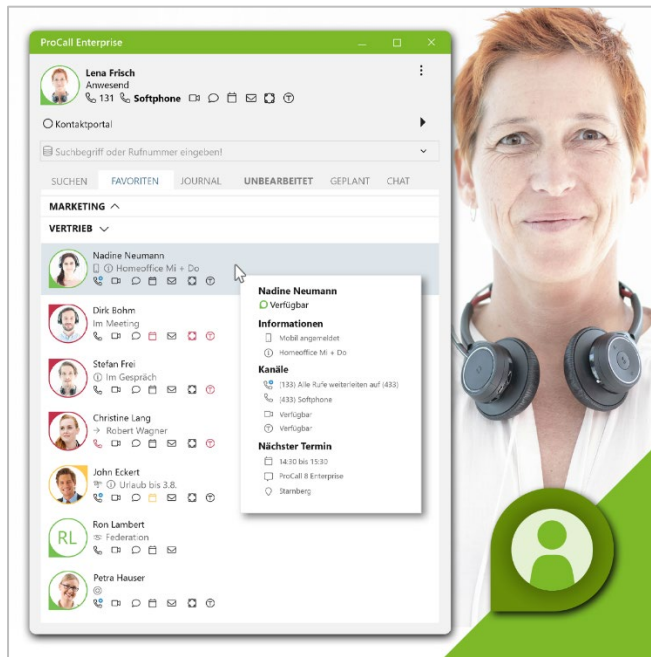 ProCall Enterprise
Lena Frisch
Anwesend
131 Softphone
Kontaktportal
Suchbegriff oder Rufnummer eingeben!
SUCHEN FAVORITEN JOURNAL UNBEARBEITET GEPLANT CHAT
MARKETING
VERTRIEB
Nadine Neumann
Homeoffice Mi + Do
Nadine Neumann
Verfügbar
Informationen
Mobil angemeldet
Homeoffice Mi + Do
Kanäle
(133) Alle Rufe weiterleiten auf (433)
(433) Softphone
Verfügbar
Verfügbar
Nächster Termin
14:30 bis 15:30
ProCall 8 Enterprise
Starnberg
Dirk Bohm
Im Meeting
Stefan Frei
Im Gespräch
Christine Lang
→ Robert Wagner
John Eckert
Urlaub bis 3.8.
RL
Ron Lambert
Federation
Petra Hauser
@